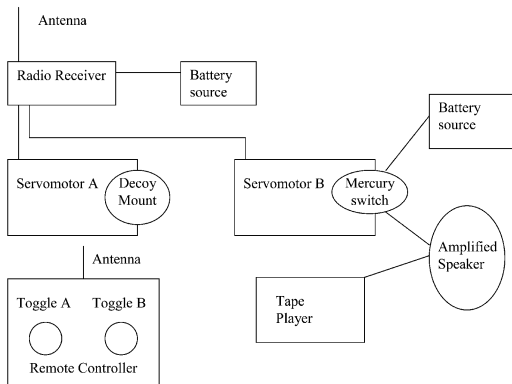 Antenna
Radio Receiver
Battery
source
Battery
source
Servomotor A
Decoy
Mount
Servomotor B
Mercury
switch
Amplified
Speaker
Antenna
Toggle A
Toggle B
Remote Controller
Tape
Player